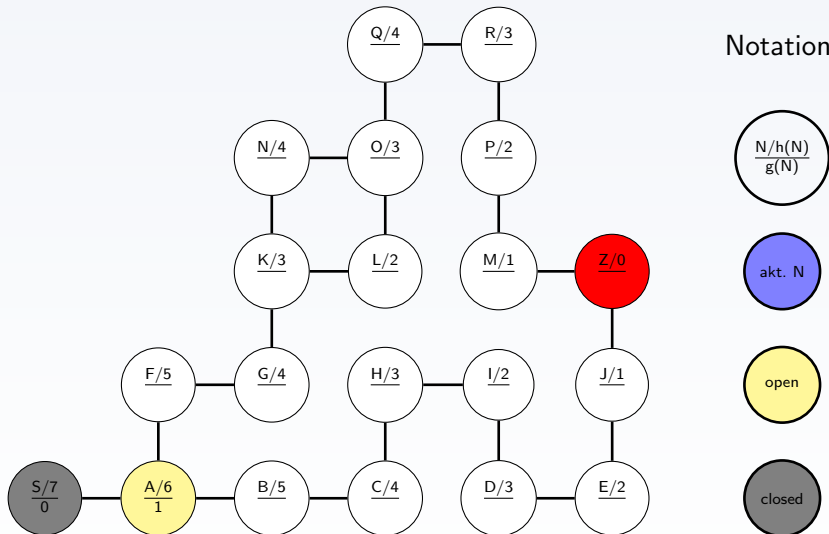 Q/4 R/3
Notation
N/4 O/3 P/2
N/h(N)
g(N)
K/3 L/2 M/1 Z/0 akt. N
F/5 G/4 H/3 I/2 J/1 open
S/7 A/6 B/5 C/4 D/3 E/2 closed
0 1